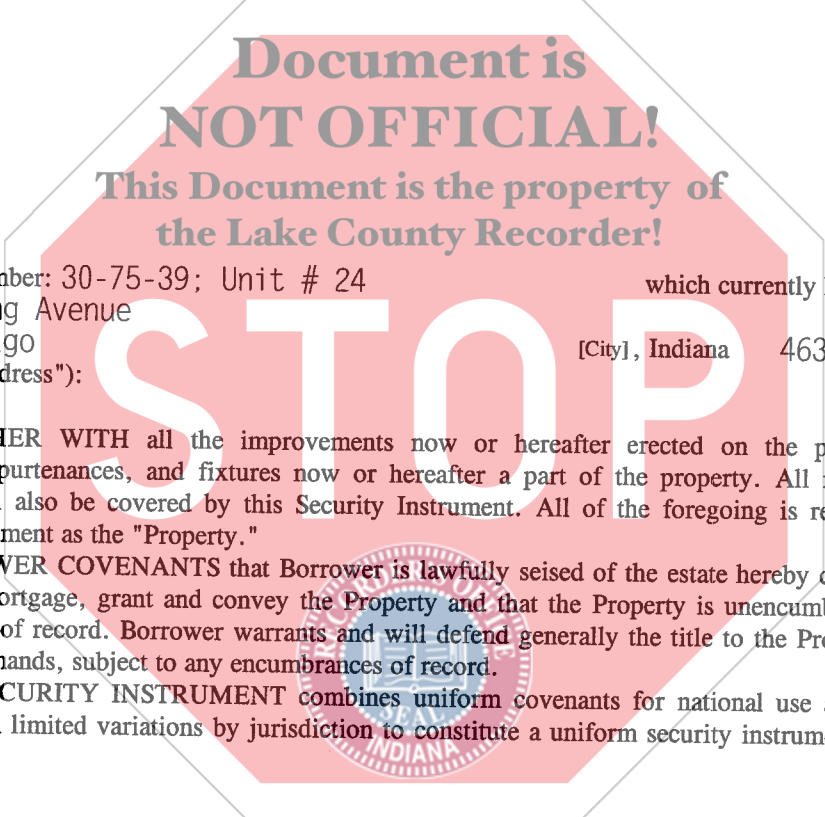 Document is
NOT OFFICIAL!
This Document is the property of
the Lake County Recorder!
nber: 30-75-39; Unit # 24 which currently
g Avenue
go [City], Indiana 463
dress"):
STOP
ER WITH all the improvements now or hereafter erected on the p
purtenances, and fixtures now or hereafter a part of the property. All
also be covered by this Security Instrument. All of the foregoing is re
ment as the "Property."
VER COVENANTS that Borrower is lawfully seised of the estate hereby
ortgage, grant and convey the Property and that the Property is unencumb
of record. Borrower warrants and will defend generally the title to the Pro
nands, subject to any encumbrances of record.
CURITY INSTRUMENT combines uniform covenants for national use
limited variations by jurisdiction to constitute a uniform security instrum
SEAL
INDIANA